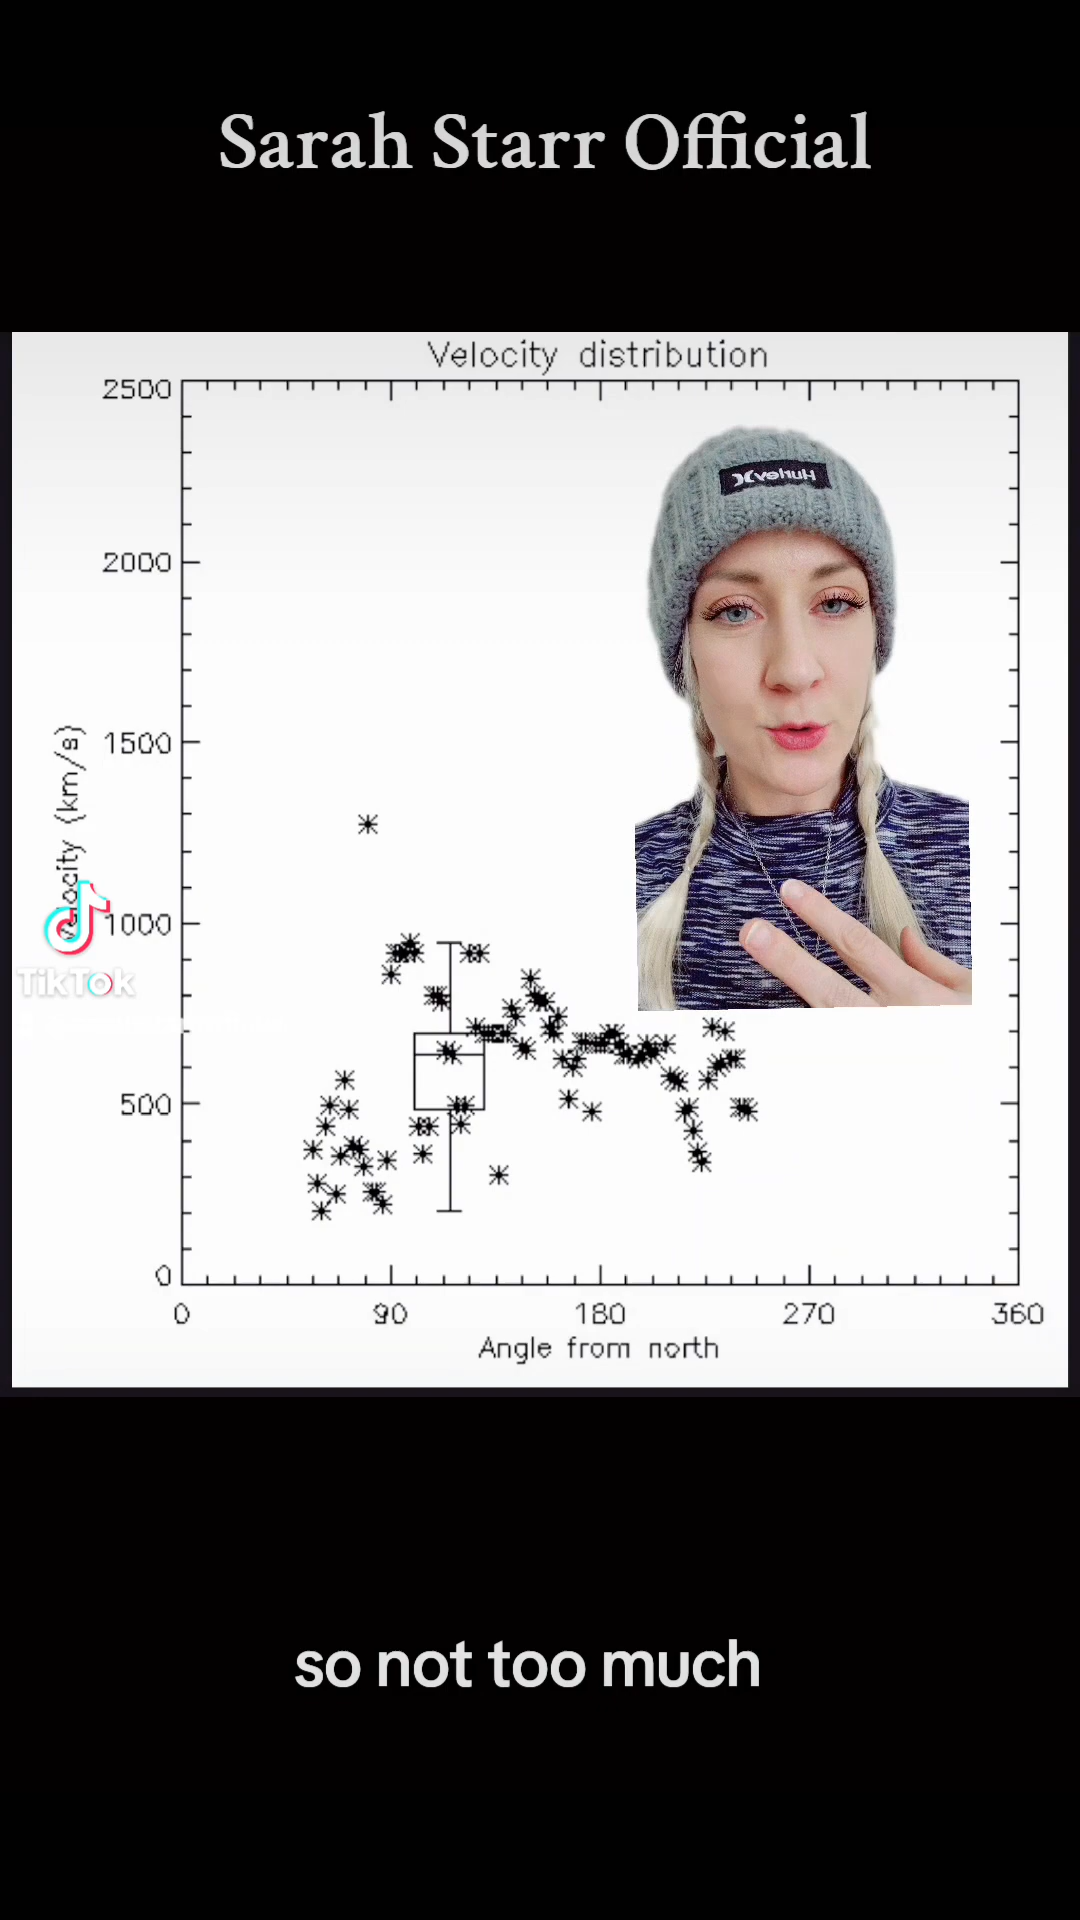 Sarah Starr Official
Velocity distribution
2500
2000
1500
1000
500
0
Velocity (km/s)
0 90 180 270 360
Angle from north
Hurley
TikTok
so not too much